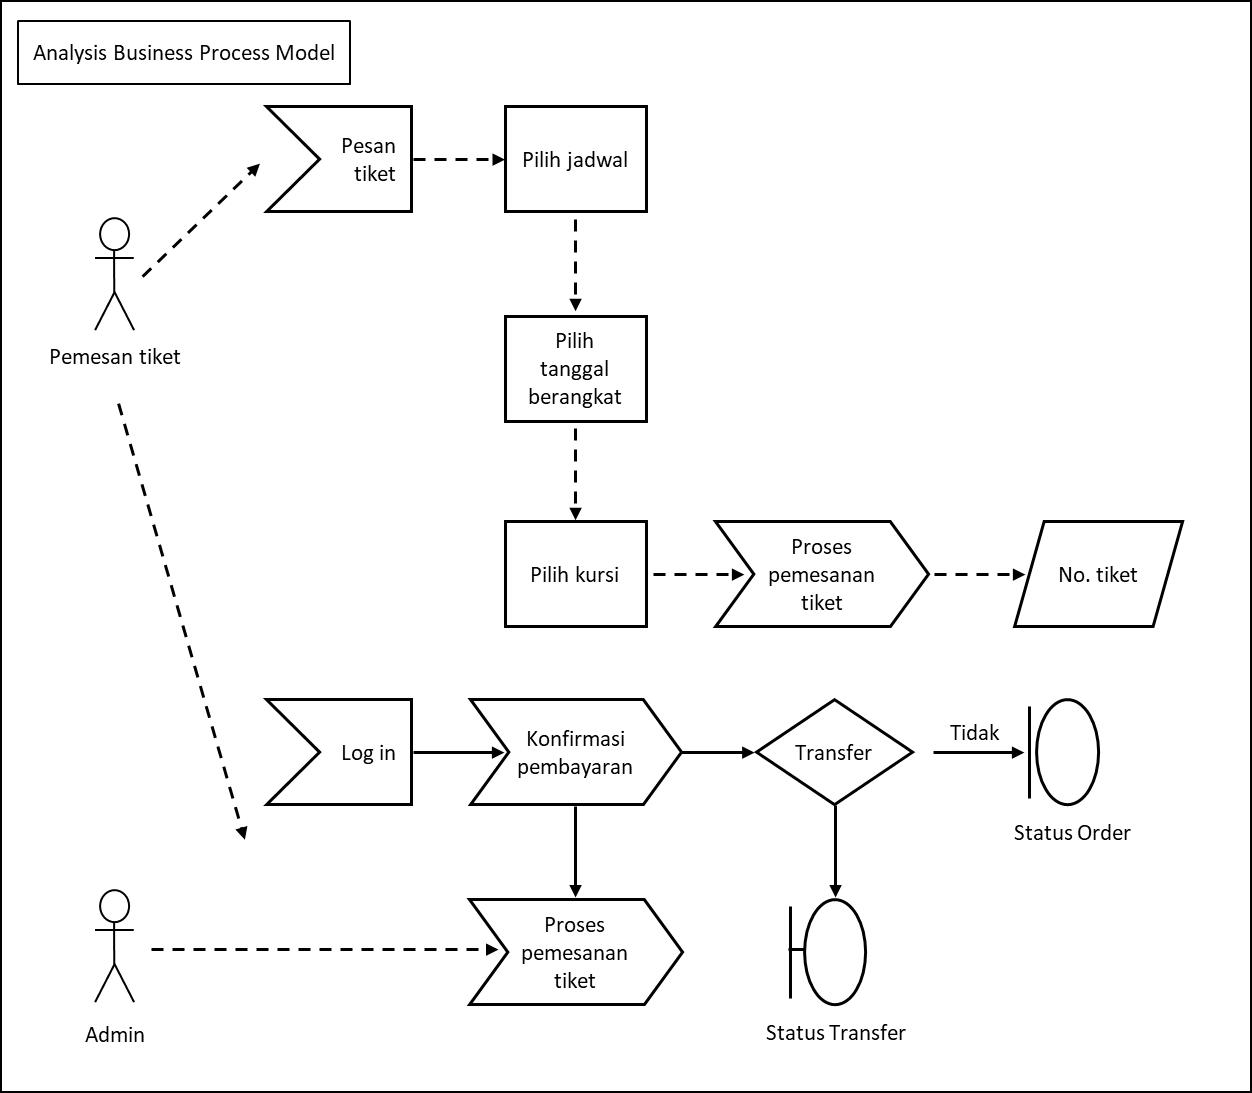 Analysis Business Process Model
Pesan
tiket
Pilih jadwal
Pemesan tiket
Pilih
tanggal
berangkat
Pilih kursi
Proses
pemesanan
tiket
No. tiket
Log in
Konfirmasi
pembayaran
Transfer
Tidak
Status Order
Proses
pemesanan
tiket
Admin
Status Transfer